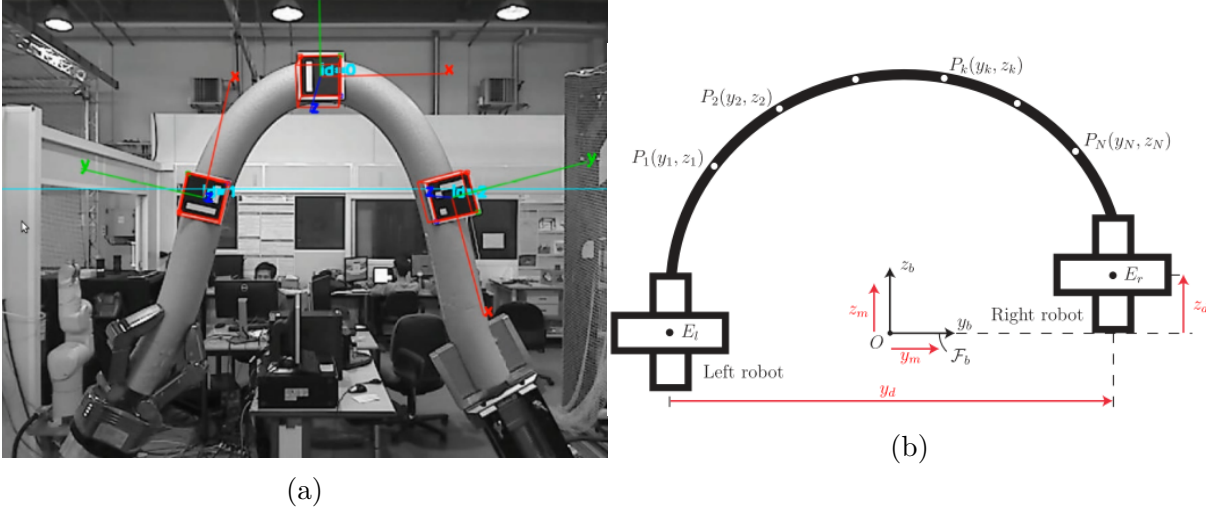 id=0
x
x
z
y
y
x
P_k(y_k, z_k)
P_2(y_2, z_2)
P_1(y_1, z_1)
P_N(y_N, z_N)
z_b
E_r
z_m
Right robot
y_b
O
F_b
y_m
E_l
Left robot
y_d
(a)
(b)